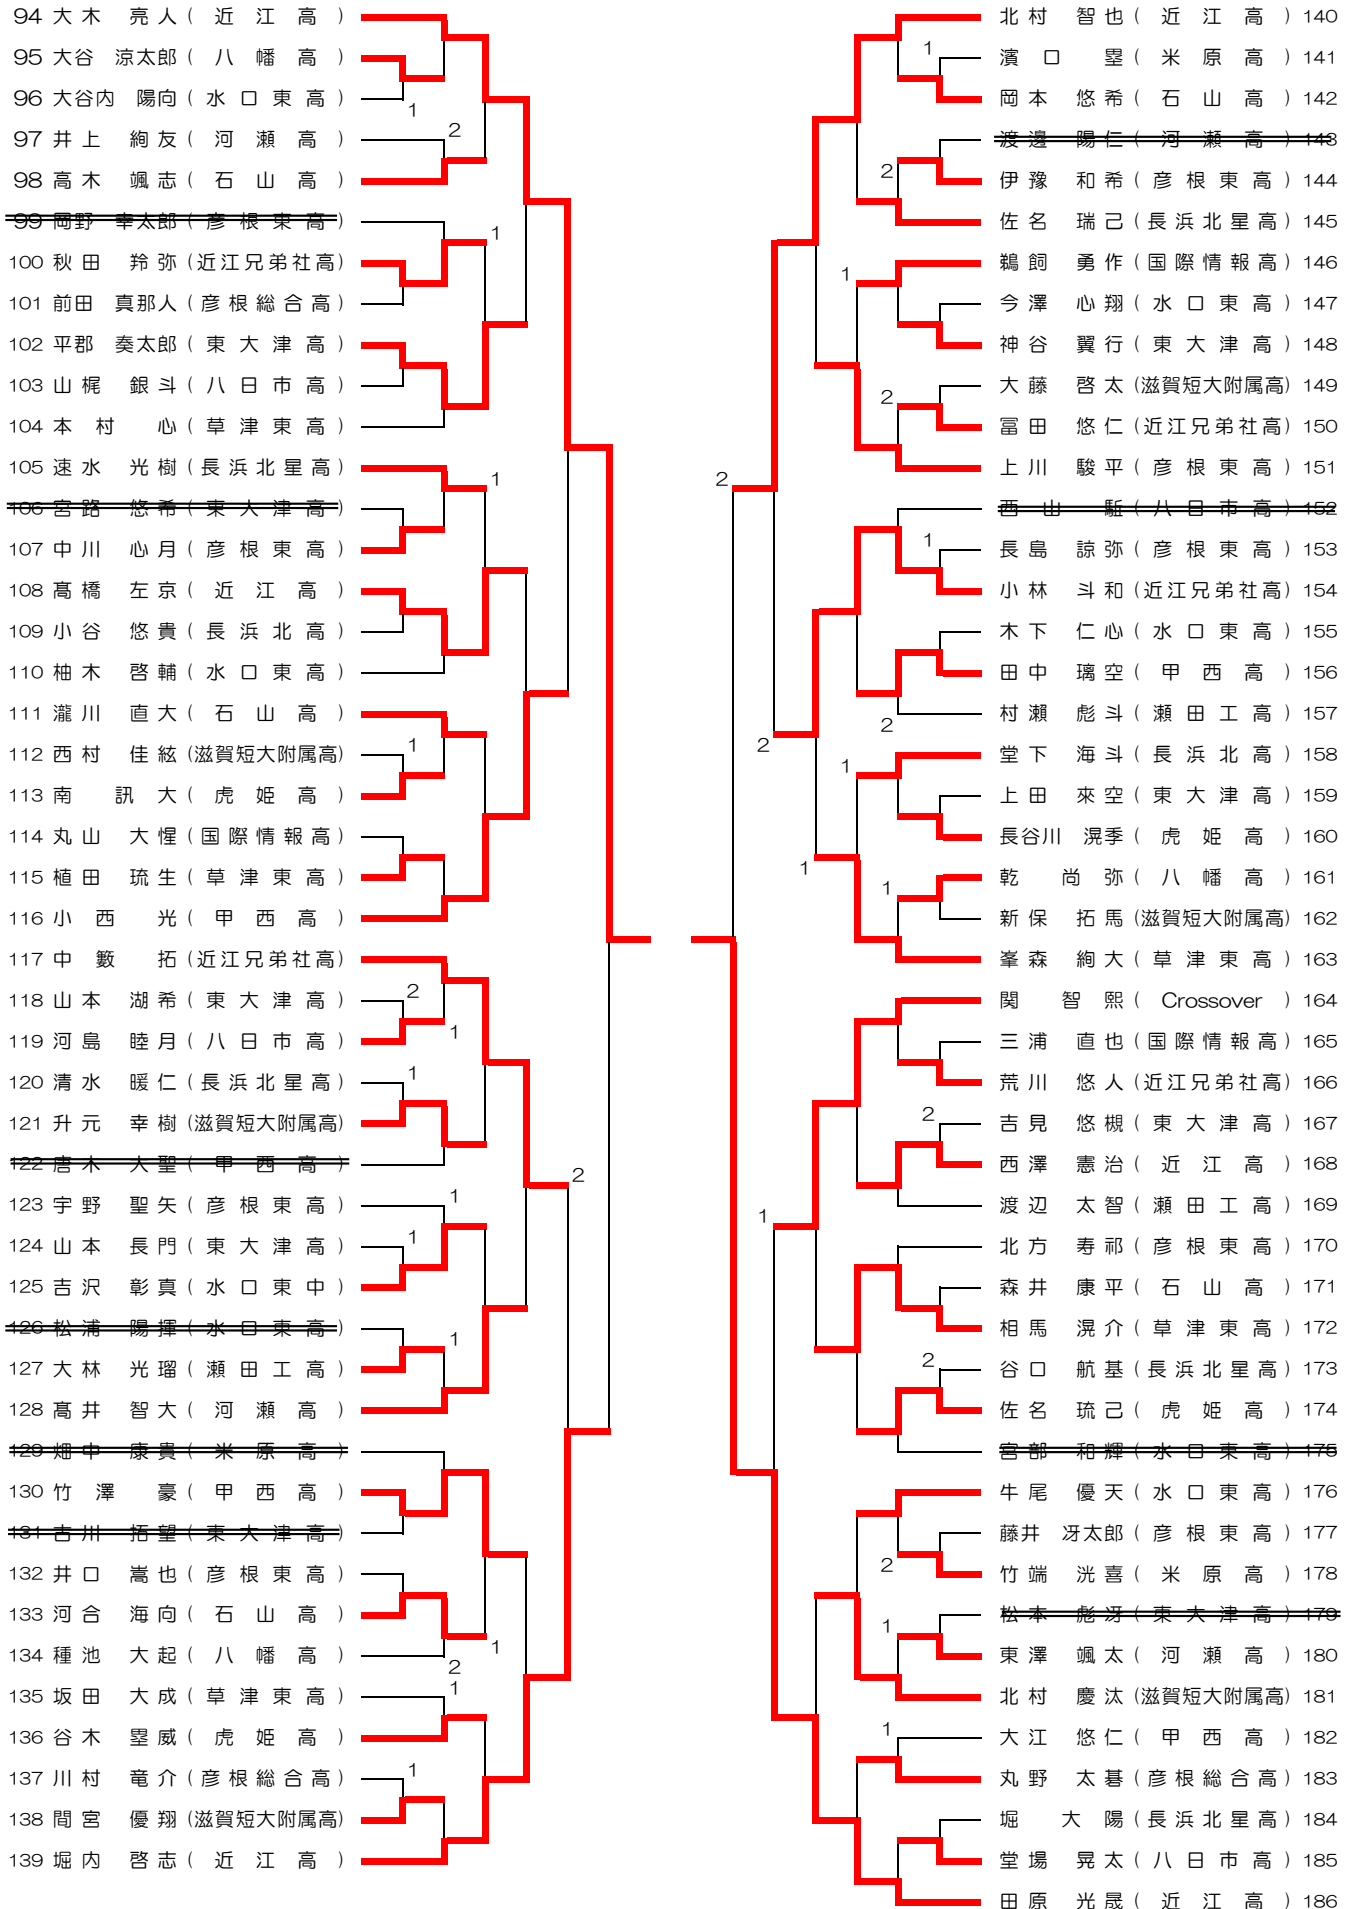 94 大木 亮人 ( 近江高 )
95 大谷 涼太郎 ( 八幡高 )
96 大谷内 陽向 ( 水口東高 )
1
97 井上 絢友 ( 河瀬高 )
2
98 高木 颯志 ( 石山高 )
99 岡野 幸太郎 ( 彦根東高 )
1
100 秋田 羚弥 (近江兄弟社高)
101 前田 真那人 ( 彦根総合高 )
102 平郡 奏太郎 ( 東大津高 )
103 山梶 銀斗 ( 八日市高 )
104 本村 心 ( 草津東高 )
105 速水 光樹 ( 長浜北星高 )
1
106 宮路 悠希 ( 東大津高 )
107 中川 心月 ( 彦根東高 )
108 髙橋 左京 ( 近江高 )
109 小谷 悠貴 ( 長浜北高 )
110 柚木 啓輔 ( 水口東高 )
111 瀧川 直大 ( 石山高 )
1
112 西村 佳絃 (滋賀短大附属高)
113 南 訊大 ( 虎姫高 )
114 丸山 大惺 ( 国際情報高 )
115 植田 琉生 ( 草津東高 )
116 小西 光 ( 甲西高 )
117 中籔 拓 (近江兄弟社高)
2
118 山本 湖希 ( 東大津高 )
1
119 河島 睦月 ( 八日市高 )
1
120 清水 暖仁 ( 長浜北星高 )
121 升元 幸樹 (滋賀短大附属高)
122 唐木 大聖 ( 甲西高 )
2
123 宇野 聖矢 ( 彦根東高 )
1
124 山本 長門 ( 東大津高 )
1
125 吉沢 彰真 ( 水口東中 )
126 松浦 陽揮 ( 水口東高 )
1
127 大林 光瑠 ( 瀬田工高 )
128 髙井 智大 ( 河瀬高 )
129 畑中 康貴 ( 米原高 )
130 竹澤 豪 ( 甲西高 )
131 古川 拓望 ( 東大津高 )
132 井口 嵩也 ( 彦根東高 )
133 河合 海向 ( 石山高 )
1
134 種池 大起 ( 八幡高 )
2
1
135 坂田 大成 ( 草津東高 )
136 谷木 塁威 ( 虎姫高 )
137 川村 竜介 ( 彦根総合高 )
1
138 間宮 優翔 (滋賀短大附属高)
139 堀内 啓志 ( 近江高 )
北村 智也 ( 近江高 ) 140
1
濱口 塁 ( 米原高 ) 141
岡本 悠希 ( 石山高 ) 142
渡邊 陽仁 ( 河瀬高 ) 143
2
伊豫 和希 ( 彦根東高 ) 144
佐名 瑞己 ( 長浜北星高 ) 145
1
鵜飼 勇作 ( 国際情報高 ) 146
今澤 心翔 ( 水口東高 ) 147
神谷 翼行 ( 東大津高 ) 148
大藤 啓太 (滋賀短大附属高) 149
2
冨田 悠仁 (近江兄弟社高) 150
上川 駿平 ( 彦根東高 ) 151
2
西山 ( 八日市高 ) 152
1
長島 諒弥 ( 彦根東高 ) 153
小林 斗和 (近江兄弟社高) 154
木下 仁心 ( 水口東高 ) 155
田中 璃空 ( 甲西高 ) 156
村瀬 彪斗 ( 瀬田工高 ) 157
2
2
堂下 海斗 ( 長浜北高 ) 158
1
上田 來空 ( 東大津高 ) 159
長谷川 滉季 ( 虎姫高 ) 160
1
乾 尚弥 ( 八幡高 ) 161
1
新保 拓馬 (滋賀短大附属高) 162
峯森 絢大 ( 草津東高 ) 163
関 智熙 ( Crossover ) 164
三浦 直也 ( 国際情報高 ) 165
荒川 悠人 (近江兄弟社高) 166
2
吉見 悠槻 ( 東大津高 ) 167
西澤 憲治 ( 近江高 ) 168
渡辺 太智 ( 瀬田工高 ) 169
1
北方 寿祁 ( 彦根東高 ) 170
森井 康平 ( 石山高 ) 171
相馬 滉介 ( 草津東高 ) 172
2
谷口 航基 ( 長浜北星高 ) 173
佐名 琉己 ( 虎姫高 ) 174
宮部 和輝 ( 水口東高 ) 175
牛尾 優天 ( 水口東高 ) 176
藤井 冴太郎 ( 彦根東高 ) 177
2
竹端 洸喜 ( 米原高 ) 178
松本 彪冴 ( 東大津高 ) 179
1
東澤 颯太 ( 河瀬高 ) 180
北村 慶汰 (滋賀短大附属高) 181
1
大江 悠仁 ( 甲西高 ) 182
丸野 太碁 ( 彦根総合高 ) 183
堀 大陽 ( 長浜北星高 ) 184
堂場 晃太 ( 八日市高 ) 185
田原 光晟 ( 近江高 ) 186